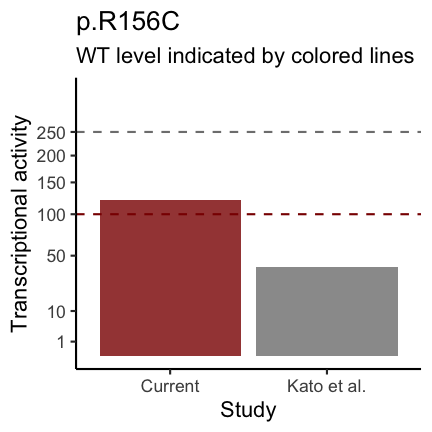 p.R156C
WT level indicated by colored lines
Transcriptional activity
250
200
150
100
50
10
1
Current
Kato et al.
Study